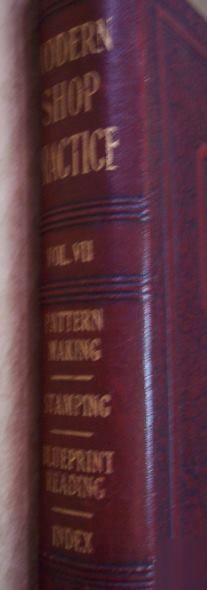 MODERN
SHOP
PRACTICE
VOL. VII
PATTERN
MAKING
STAMPING
BLUEPRINT
READING
INDEX